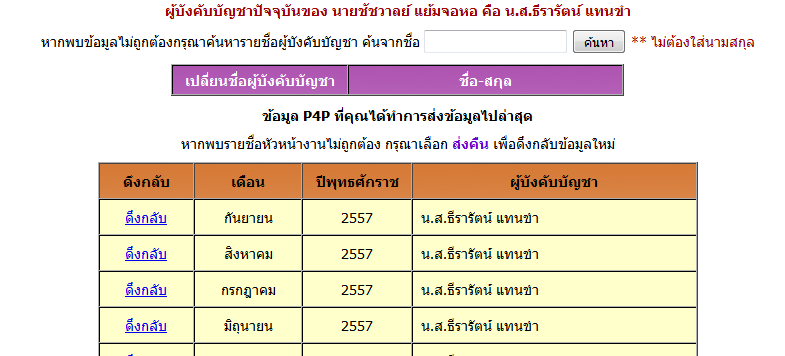 ผู้บังคับบัญชาปัจจุบันของ นายชัชวาลย์ แย้มจอหอ คือ น.ส.ธีรารัตน์ แทนขำ
หากพบข้อมูลไม่ถูกต้องกรุณาค้นหารายชื่อผู้บังคับบัญชา ค้นจากชื่อ ค้นหา ** ไม่ต้องใส่นามสกุล
เปลี่ยนชื่อผู้บังคับบัญชา ชื่อ-สกุล
ข้อมูล P4P ที่คุณได้ทำการส่งข้อมูลไปล่าสุด
หากพบรายชื่อหัวหน้างานไม่ถูกต้อง กรุณาเลือก ส่งคืน เพื่อดึงกลับข้อมูลใหม่
ดึงกลับ เดือน ปีพุทธศักราช ผู้บังคับบัญชา
ดึงกลับ กันยายน 2557 น.ส.ธีรารัตน์ แทนขำ
ดึงกลับ สิงหาคม 2557 น.ส.ธีรารัตน์ แทนขำ
ดึงกลับ กรกฎาคม 2557 น.ส.ธีรารัตน์ แทนขำ
ดึงกลับ มิถุนายน 2557 น.ส.ธีรารัตน์ แทนขำ